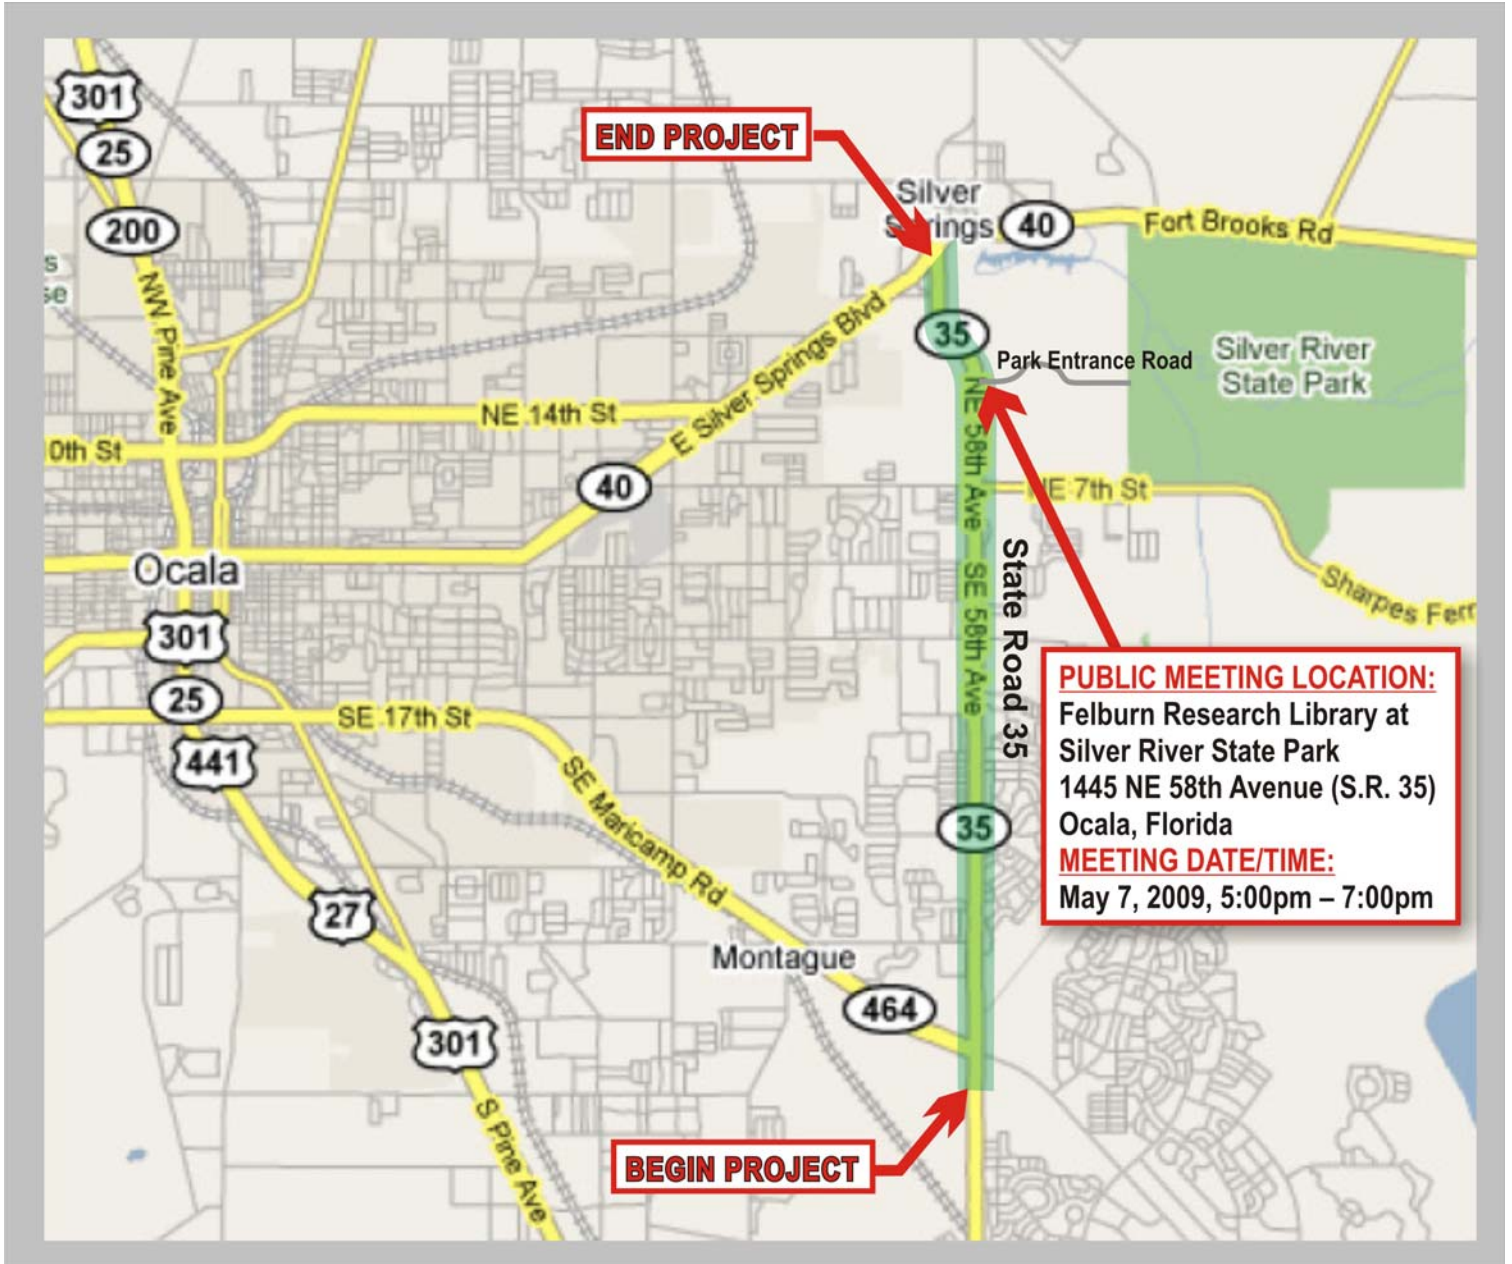 301
25
200
s
se
NW Pine Ave
0th St
Ocala
301
25
441
27
301
S Pine Ave
END PROJECT
Silver
Springs
40
Fort Brooks Rd
35
Park Entrance Road
Silver River
State Park
E Silver Springs Blvd
NE 14th St
40
NE 58th Ave
NE 7th St
Sharpes Ferr
SE 58th Ave
State Road 35
SE 17th St
SE Maricamp Rd
35
Montague
464
PUBLIC MEETING LOCATION:
Felburn Research Library at
Silver River State Park
1445 NE 58th Avenue (S.R. 35)
Ocala, Florida
MEETING DATE/TIME:
May 7, 2009, 5:00pm – 7:00pm
BEGIN PROJECT